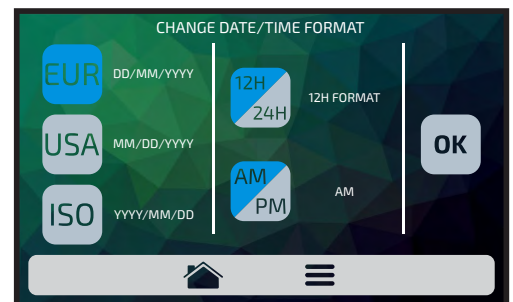 CHANGE DATE/TIME FORMAT
EUR DD/MM/YYYY
USA MM/DD/YYYY
ISO YYYY/MM/DD
12H
24H
12H FORMAT
AM
PM
AM
OK